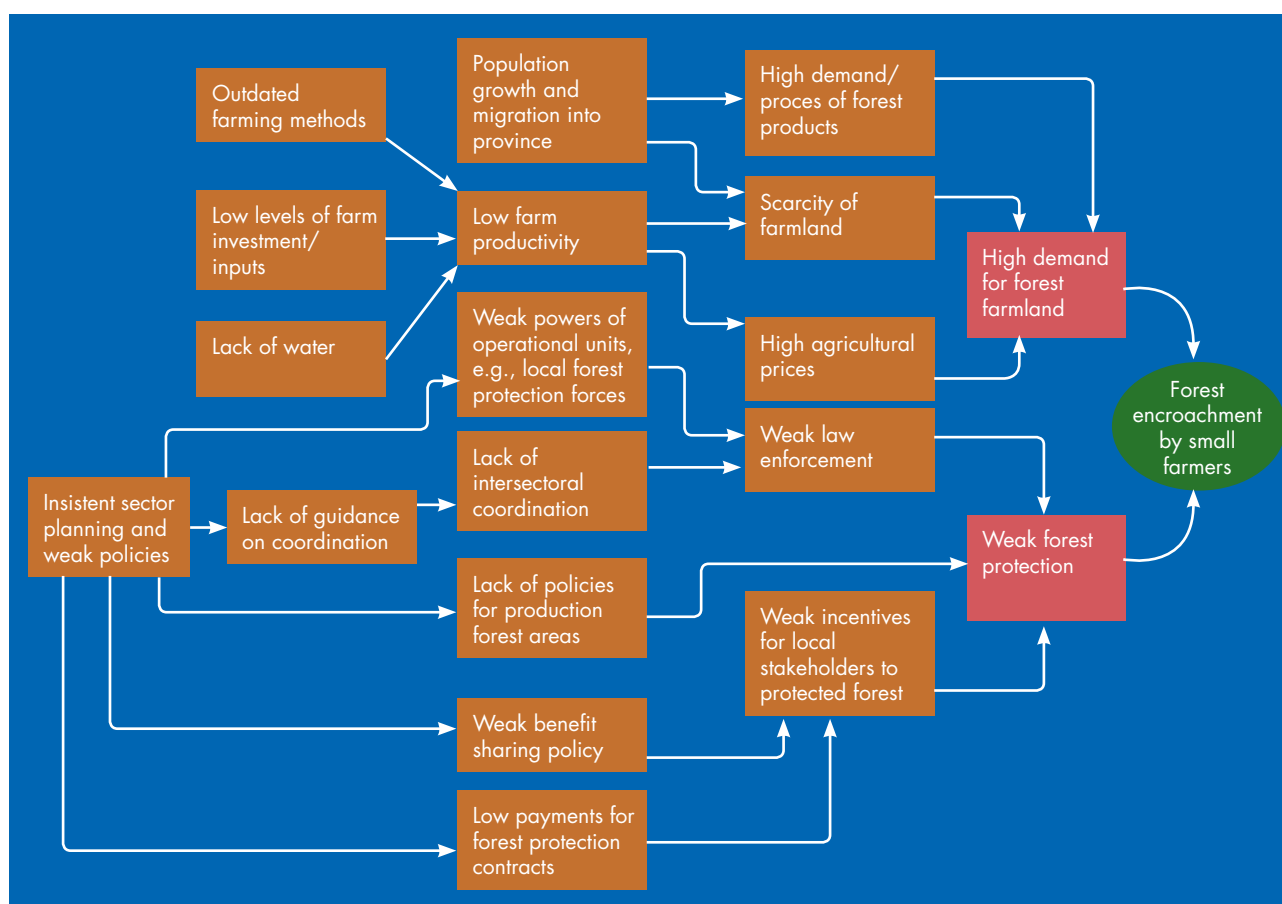 Outdated
farming methods
Low levels of farm
investment/
inputs
Lack of water
Insistent sector
planning and
weak policies
Lack of guidance
on coordination
Population
growth and
migration into
province
Low farm
productivity
Weak powers of
operational units,
e.g., local forest
protection forces
Lack of
intersectoral
coordination
Lack of policies
for production
forest areas
Weak benefit
sharing policy
Low payments for
forest protection
contracts
High demand/
proces of forest
products
Scarcity of
farmland
High agricultural
prices
Weak law
enforcement
Weak incentives
for local
stakeholders to
protected forest
High demand
for forest
farmland
Weak forest
protection
Forest
encroachment
by small
farmers